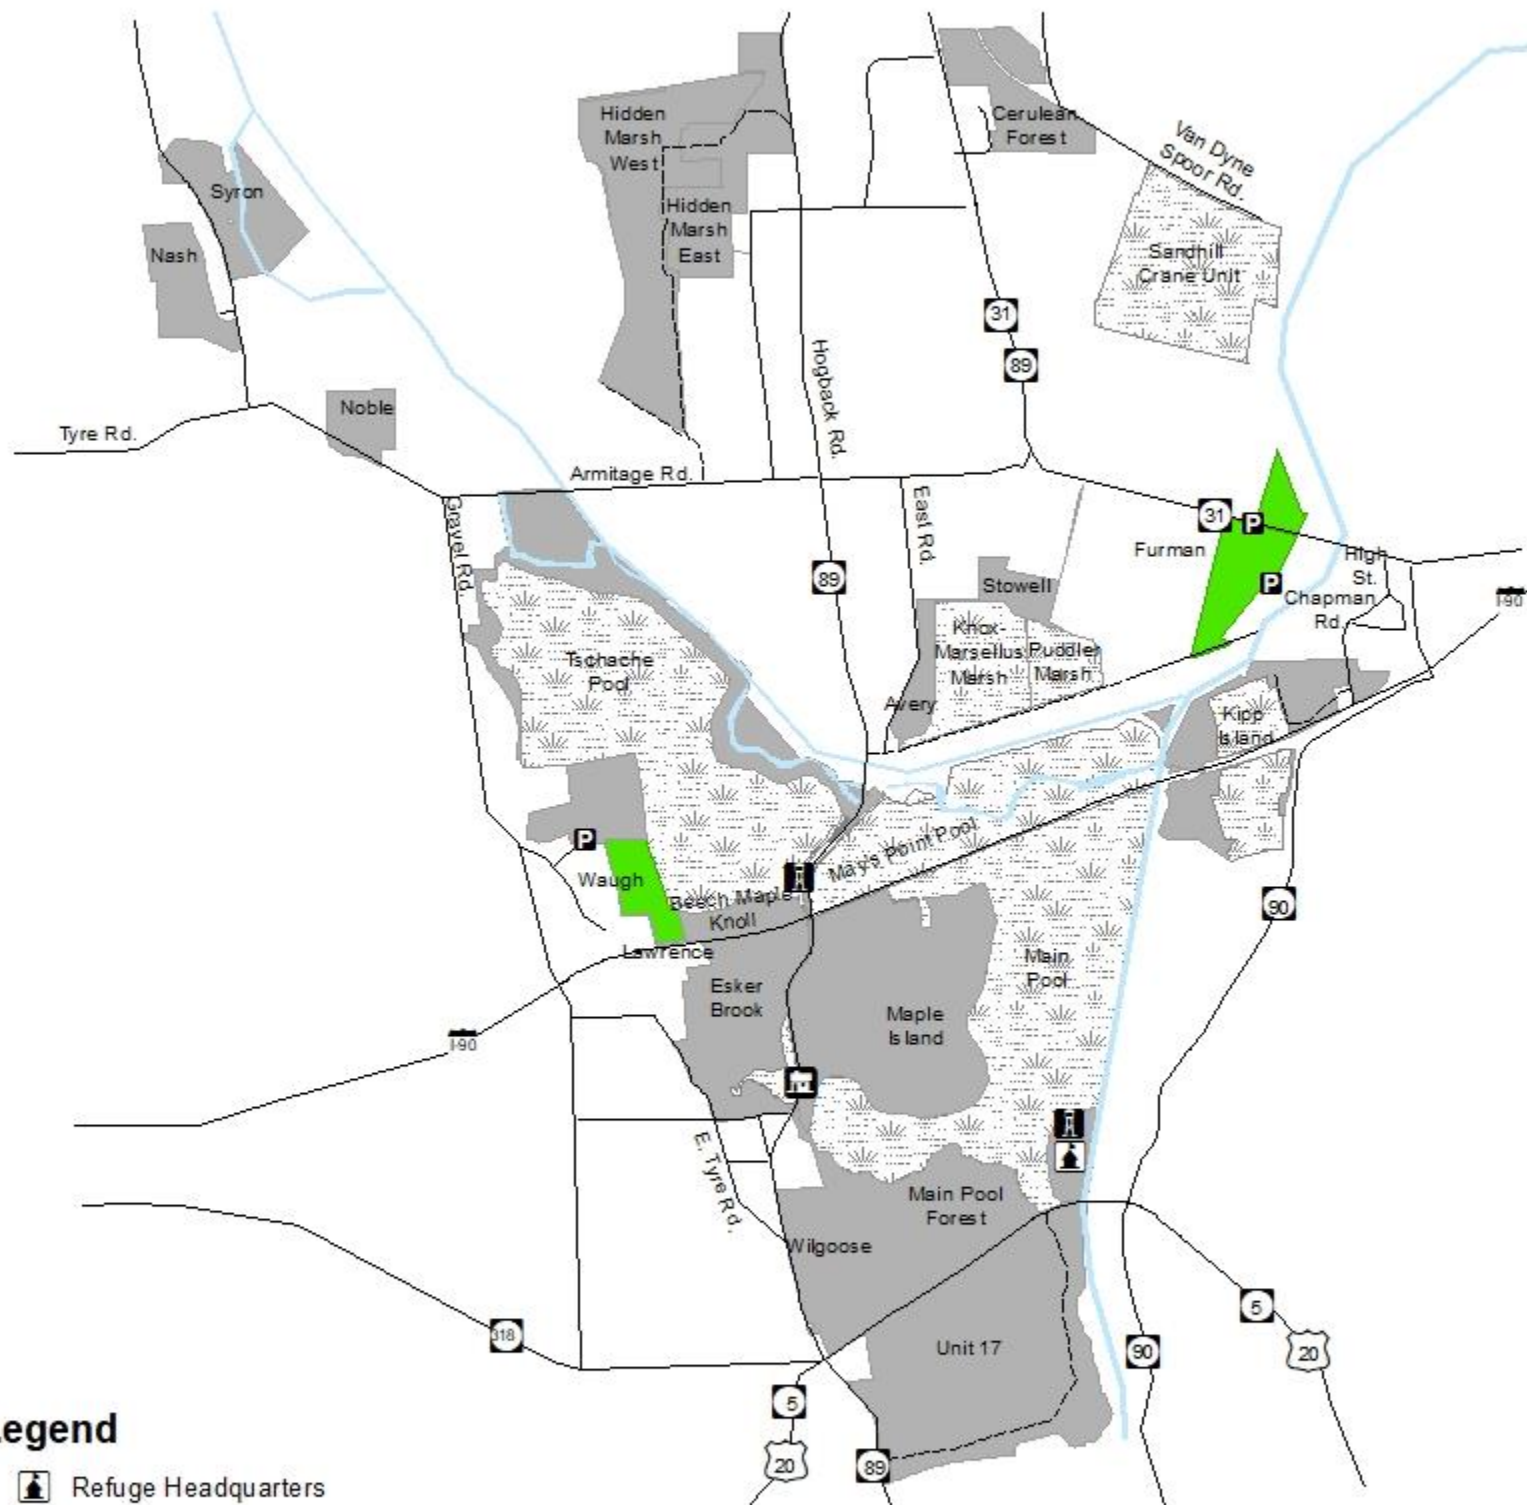 Hidden
Marsh
West
Cerulean
Forest
Van Dyne
Spoor Rd.
Syron
Hidden
Marsh
East
Nash
Sandhill
Crane Unit
31
89
Hogback Rd.
Noble
Tyre Rd.
Armitage Rd.
Gravel Rd.
East Rd.
31
P
Furman
High
St.
89
Stowell
P
Chapman
Rd.
I-90
Knox
Marsellus
Marsh
Puddler
Marsh
Tschache
Pool
Avery
Kipp
Island
P
May's Point Pool
Waugh
Beech Maple
Knoll
90
Lawrence
Main
Pool
Esker
Brook
Maple
Island
I-90
E. Tyre Rd.
Main Pool
Forest
Wilgoose
318
5
20
Unit 17
90
5
20
89
egend
Refuge Headquarters